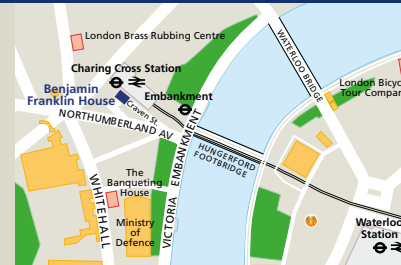 London Brass Rubbing Centre
WATERLOO BRIDGE
Charing Cross Station
Benjamin
Franklin House
Embankment
London Bicyc
Tour Compan
Craven St.
NORTHUMBERLAND AV
HUNGERFORD
FOOTBRIDGE
VICTORIA EMBANKMENT
The
Banqueting
House
WHITEHALL
Ministry
of
Defence
Waterloo
Station